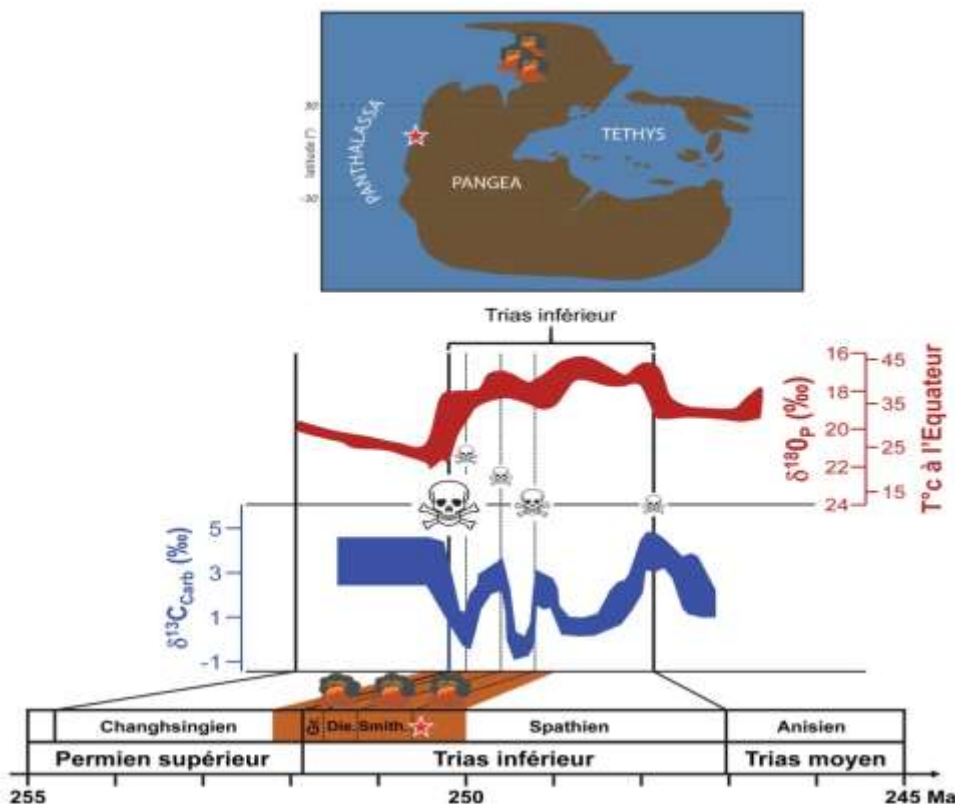 30°
latitude (°)
-30°
PANTHALASSA
PANGEA
TETHYS
Trias inférieur
16
18
20
22
24
δ18OP (‰)
45
35
25
15
T°c à l'Equateur
5
3
1
-1
δ13CCarb (‰)
Changhsingien
Die.
Smith.
Spathien
Anisien
Permien supérieur
Trias inférieur
Trias moyen
255
250
245 Ma